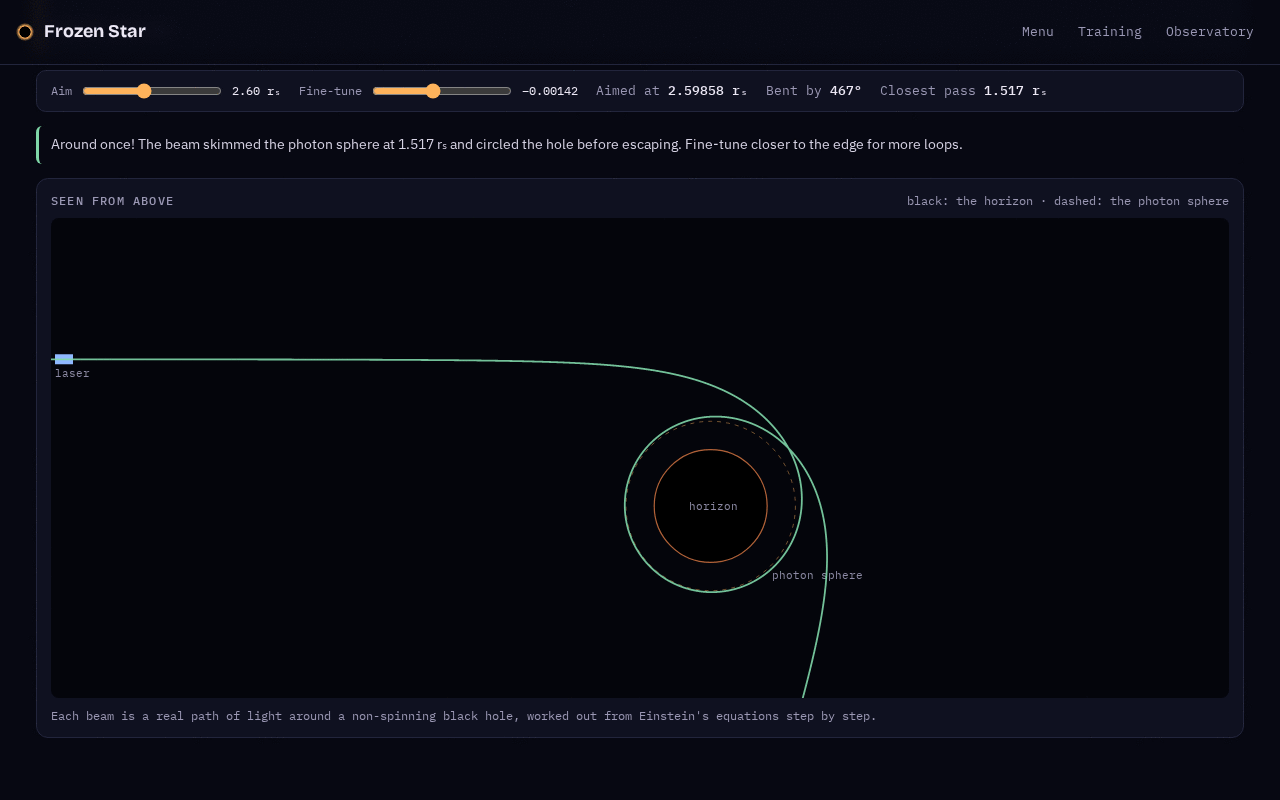 Frozen Star
Menu Training Observatory
Aim 2.60 rₛ Fine-tune −0.00142 Aimed at 2.59858 rₛ Bent by 467° Closest pass 1.517 rₛ
Around once! The beam skimmed the photon sphere at 1.517 rₛ and circled the hole before escaping. Fine-tune closer to the edge for more loops.
SEEN FROM ABOVE black: the horizon · dashed: the photon sphere
laser
horizon
photon sphere
Each beam is a real path of light around a non-spinning black hole, worked out from Einstein's equations step by step.